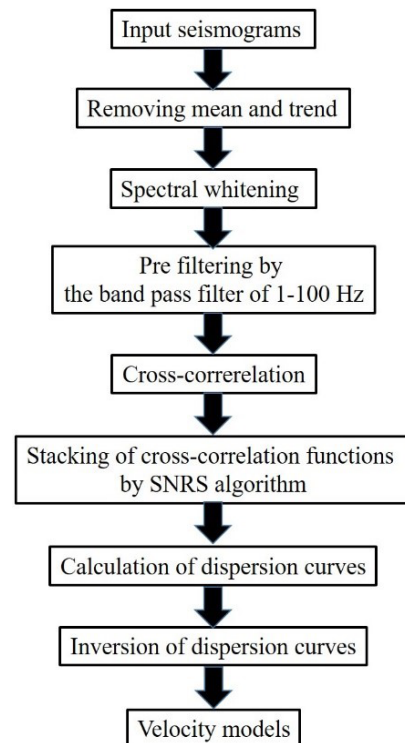 Input seismograms
Removing mean and trend
Spectral whitening
Pre filtering by
the band pass filter of 1-100 Hz
Cross-correrelation
Stacking of cross-correlation functions
by SNRS algorithm
Calculation of dispersion curves
Inversion of dispersion curves
Velocity models